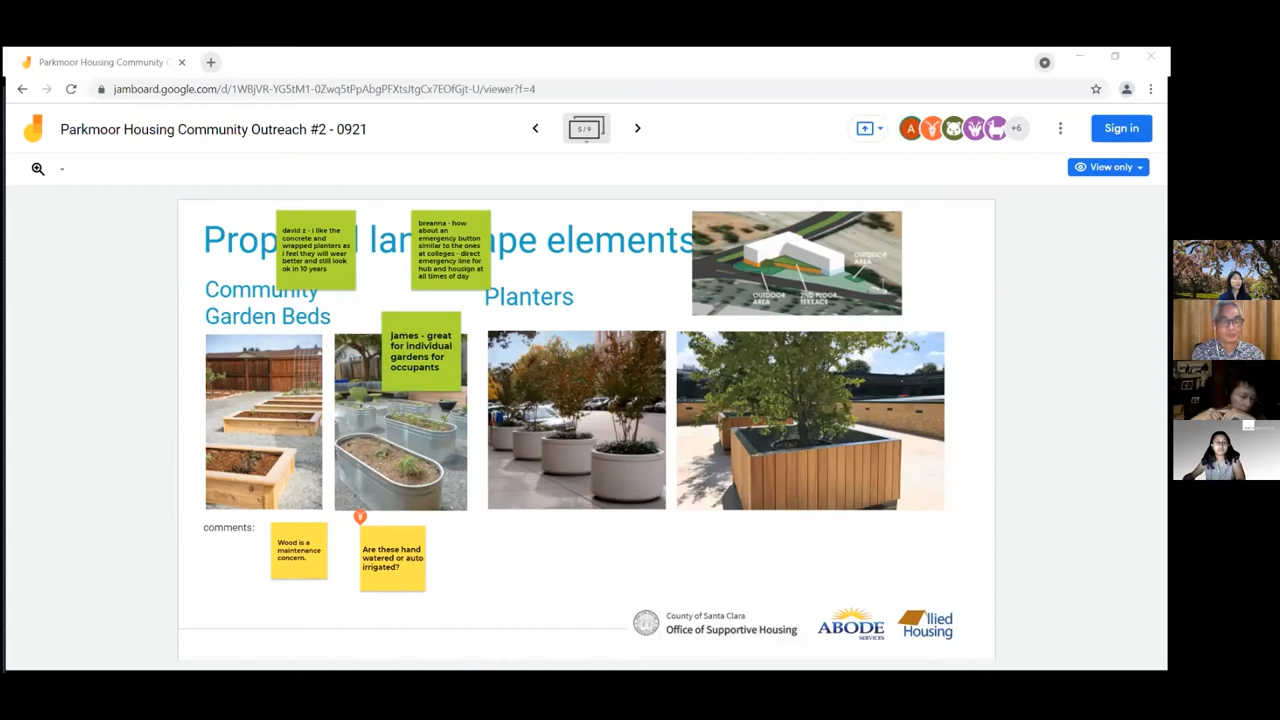 Parkmoor Housing Community C
jamboard.google.com/d/1WBjVR-YG5tM1-0Zwq5tPpAbgPFXtsJtgCx7EOfGjt-U/viewer?f=4
Parkmoor Housing Community Outreach #2 - 0921
5 / 9
A
+6
Sign in
View only
Prop
lan
ape elements
david z - i like the
concrete and
wrapped planters as
i feel they will wear
better and still look
ok in 10 years
breanna - how
about an
emergency button
similar to the ones
at colleges - direct
emergency line for
hub and housign at
all times of day
OUTDOOR
AREA
OUTDOOR
AREA
2ND FLOOR
TERRACE
Community
Garden Beds
Planters
james - great
for individual
gardens for
occupants
comments:
Wood is a
maintenance
concern.
Are these hand
watered or auto
irrigated?
County of Santa Clara
Office of Supportive Housing
ABODE
SERVICES
llied
Housing